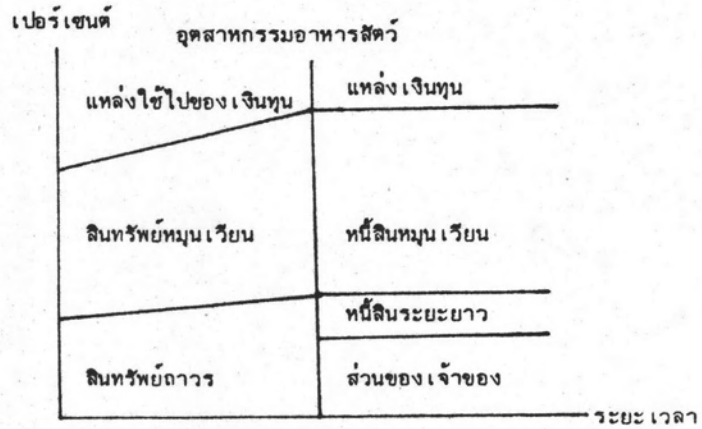 เปอร์เซนต์
อุตสาหกรรมอาหารสัตว์
แหล่งใช้ไปของเงินทุน
แหล่งเงินทุน
สินทรัพย์หมุนเวียน
หนี้สินหมุนเวียน
หนี้สินระยะยาว
สินทรัพย์ถาวร
ส่วนของเจ้าของ
ระยะเวลา